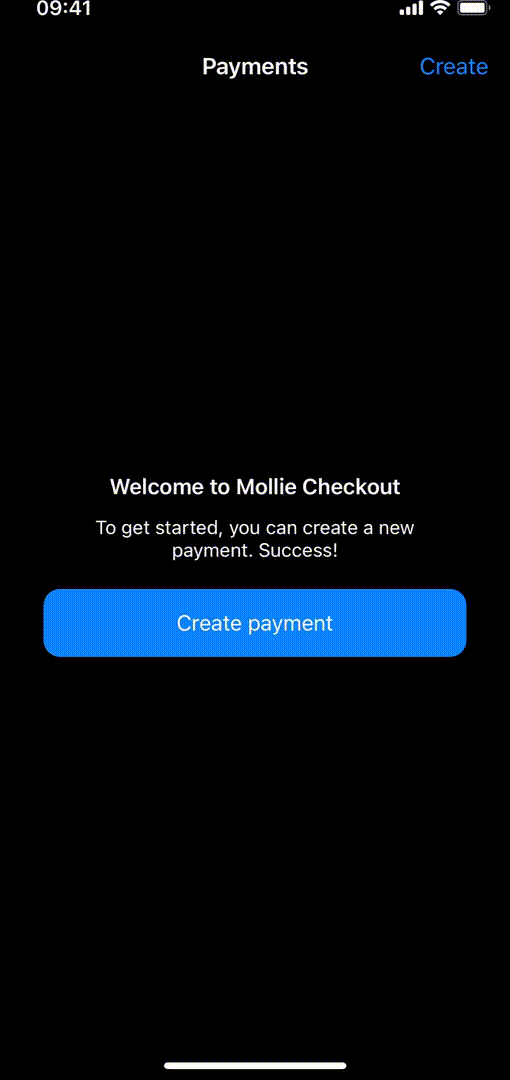 09:41
Payments
Create
Welcome to Mollie Checkout
To get started, you can create a new
payment. Success!
Create payment